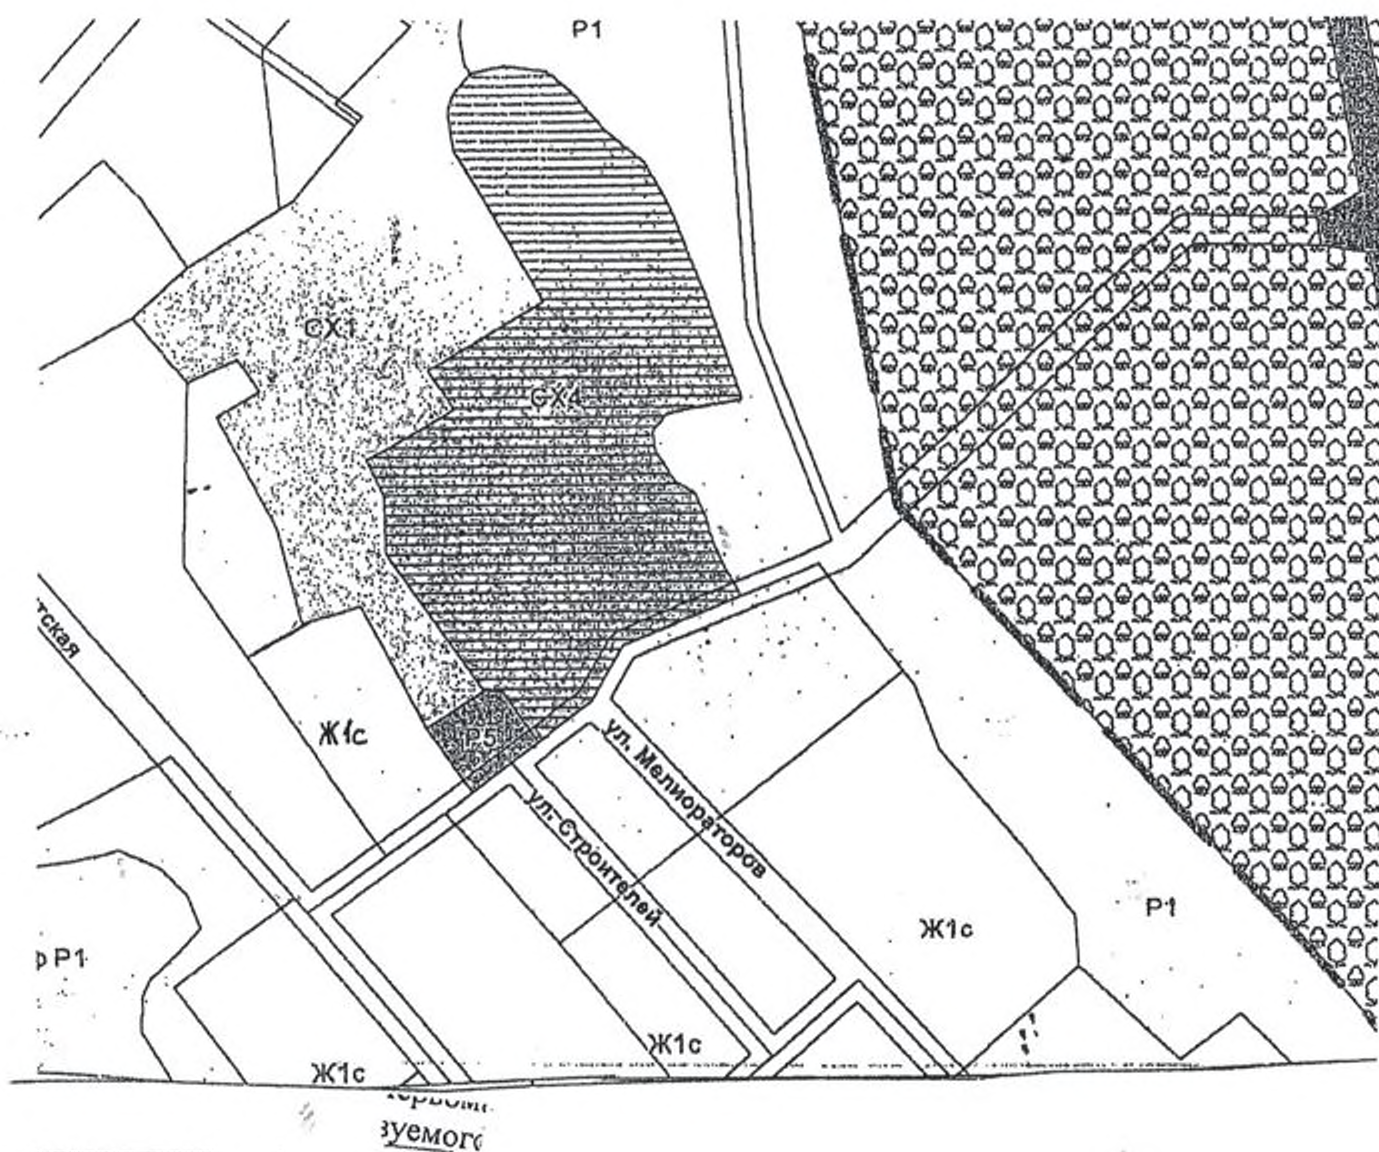 Р1
СХ1
СХ4
тская
Ж1с
Р5
ул. Мелиораторов
ул. Строителей
Ж1с
Р1
Р1
Ж1с
Ж1с
зуемого